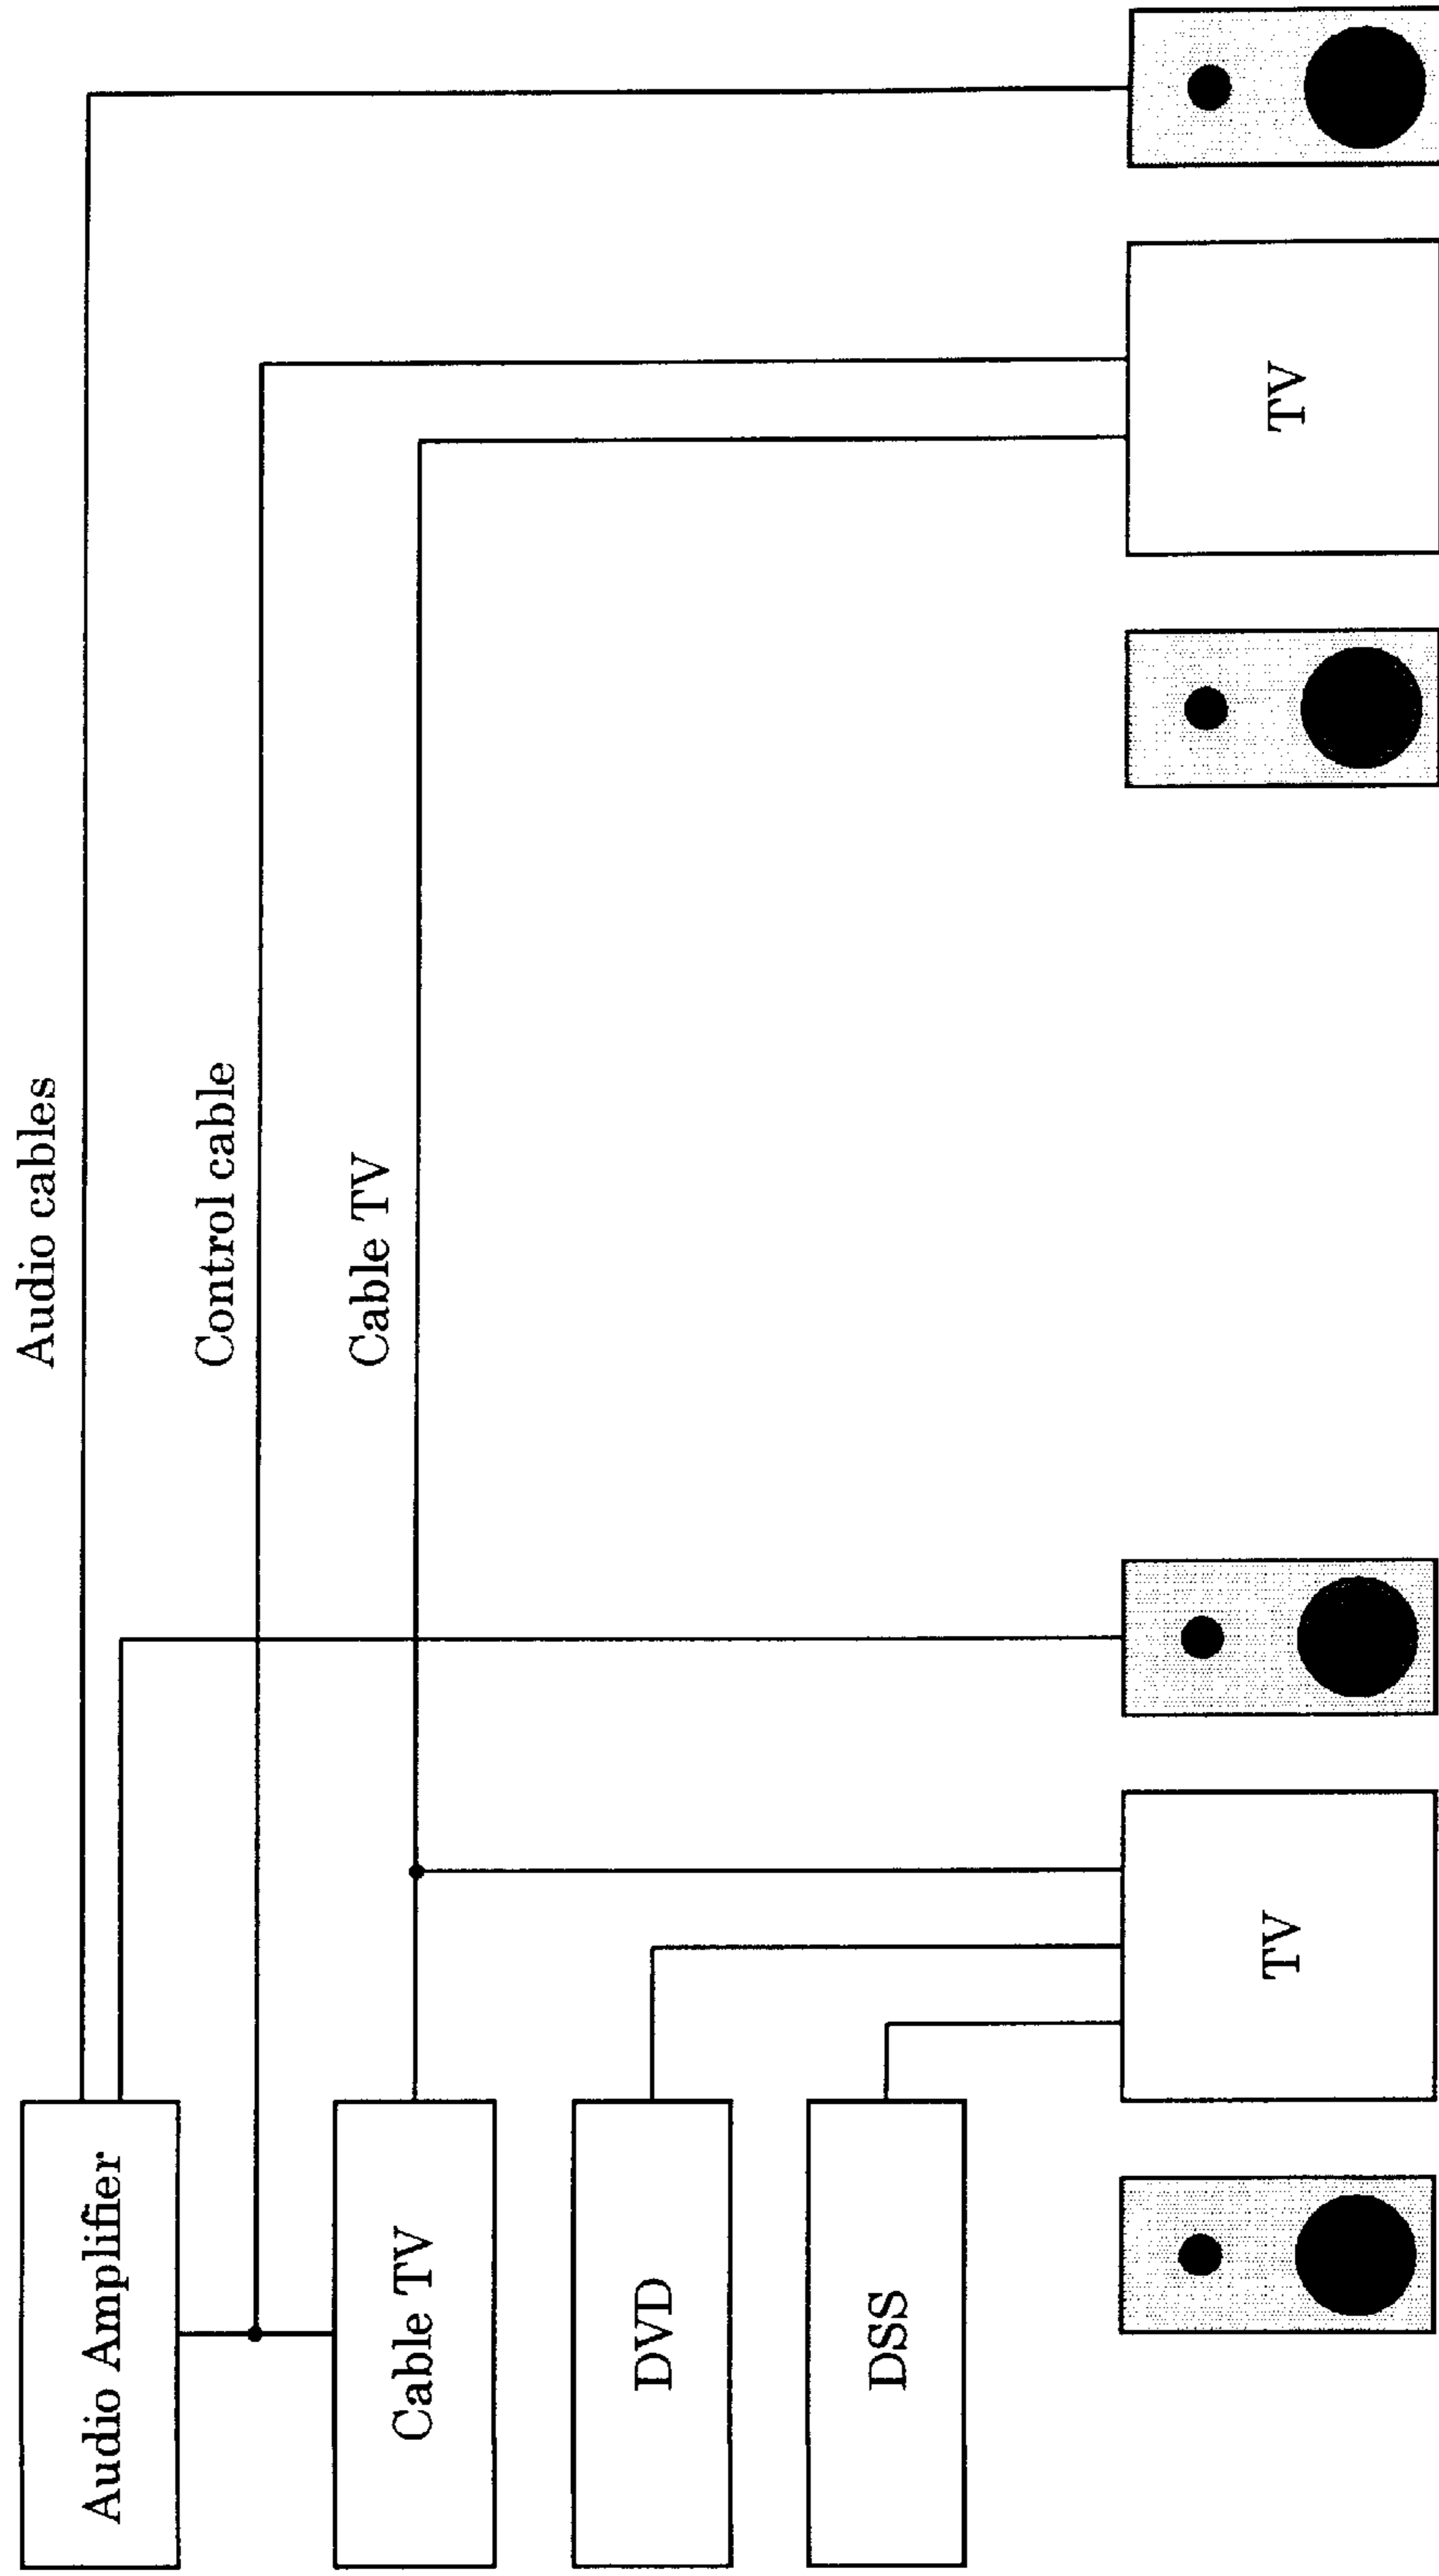 Audio Amplifier
Audio cables
Control cable
Cable TV
Cable TV
DVD
DSS
TV
TV